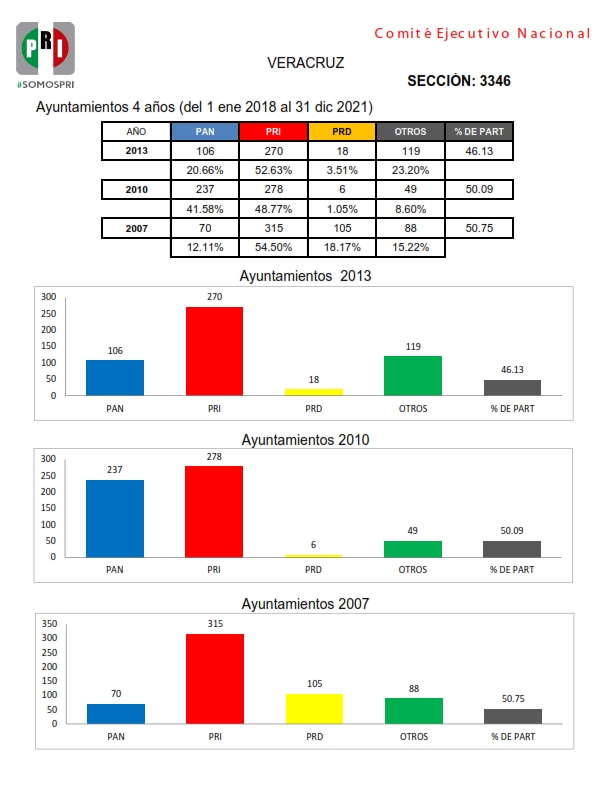 Comité Ejecutivo Nacional
PRI
#SOMOSPRI
VERACRUZ
SECCIÓN: 3346
Ayuntamientos 4 años (del 1 ene 2018 al 31 dic 2021)
AÑO PAN PRI PRD OTROS % DE PART
2013 106 270 18 119 46.13
20.66% 52.63% 3.51% 23.20%
2010 237 278 6 49 50.09
41.58% 48.77% 1.05% 8.60%
2007 70 315 105 88 50.75
12.11% 54.50% 18.17% 15.22%
Ayuntamientos 2013
300
250
200
150
100
50
0
106 270 18 119 46.13
PAN PRI PRD OTROS % DE PART
Ayuntamientos 2010
300
250
200
150
100
50
0
237 278 6 49 50.09
PAN PRI PRD OTROS % DE PART
Ayuntamientos 2007
350
300
250
200
150
100
50
0
70 315 105 88 50.75
PAN PRI PRD OTROS % DE PART